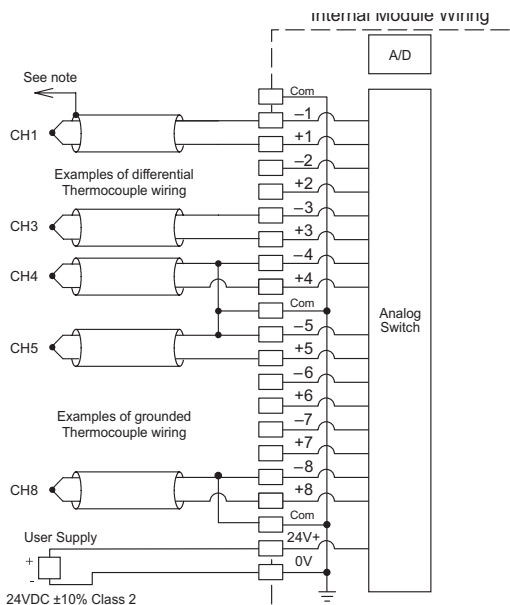 Internal Module Wiring
A/D
See note
Com
–1
CH1
+1
–2
Examples of differential
Thermocouple wiring
+2
–3
CH3
+3
–4
CH4
+4
Com
Analog
Switch
–5
CH5
+5
–6
+6
Examples of grounded
Thermocouple wiring
–7
+7
–8
CH8
+8
Com
User Supply
24V+
+
0V
-
24VDC ±10% Class 2